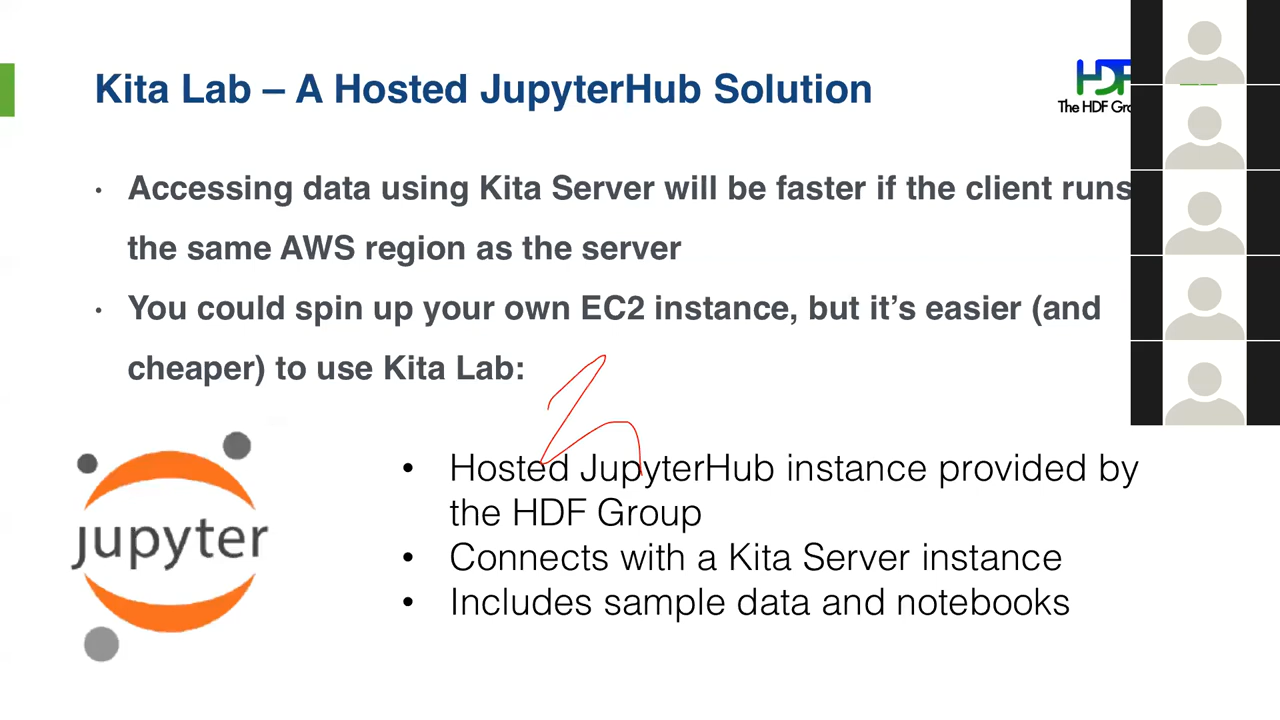 Kita Lab – A Hosted JupyterHub Solution
HDF
The HDF Gro
• Accessing data using Kita Server will be faster if the client runs
the same AWS region as the server
• You could spin up your own EC2 instance, but it’s easier (and
cheaper) to use Kita Lab:
jupyter
• Hosted JupyterHub instance provided by
the HDF Group
• Connects with a Kita Server instance
• Includes sample data and notebooks